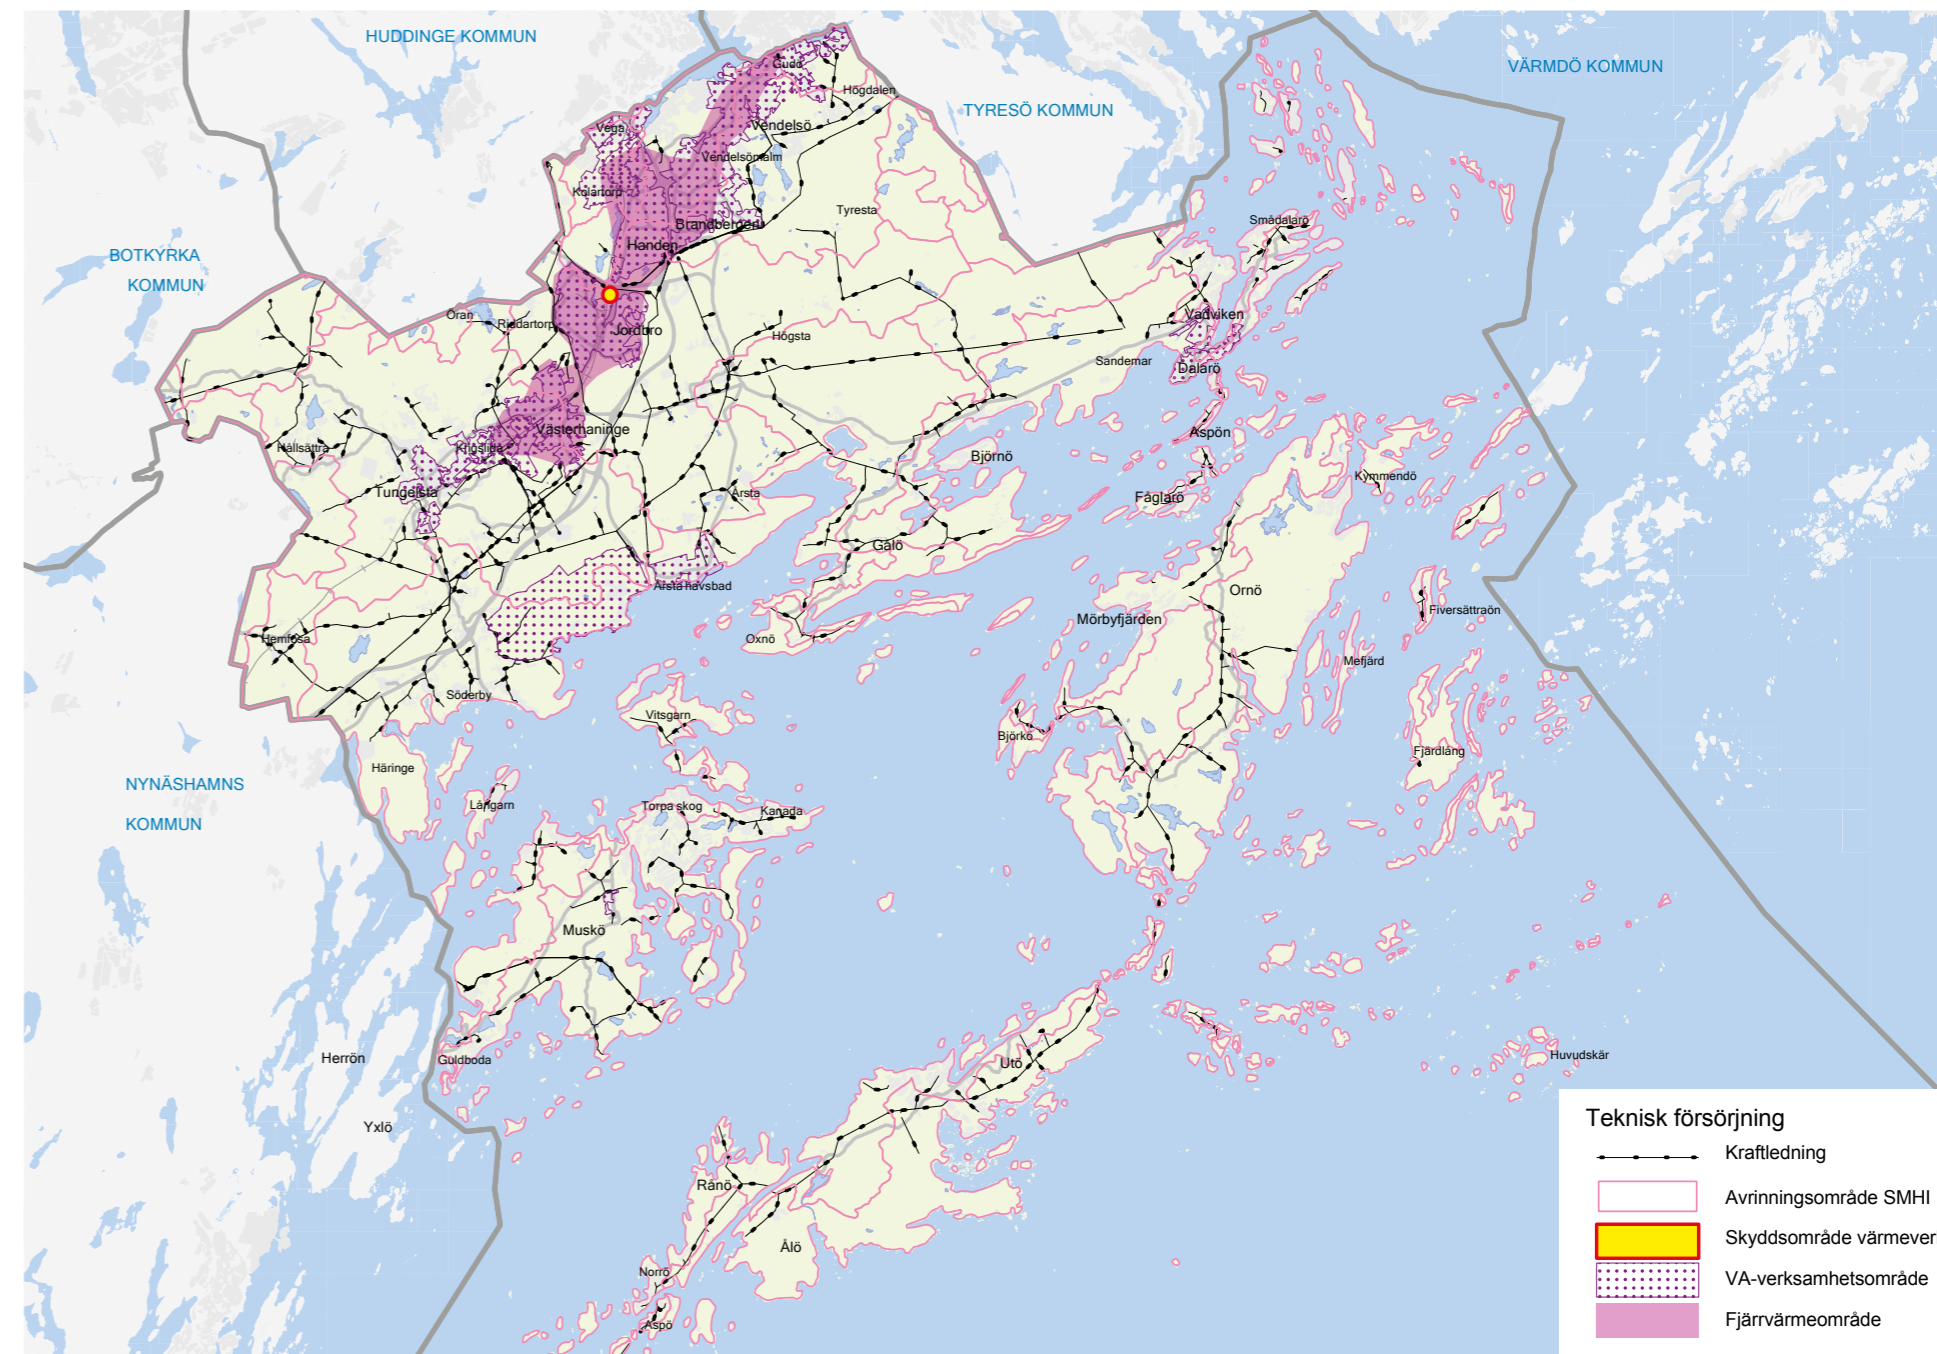 HUDDINGE KOMMUN
VÄRMDÖ KOMMUN
TYRESÖ KOMMUN
BOTKYRKA
KOMMUN
NYNÄSHAMNS
KOMMUN
Gudö
Högdalen
Vega
Vendelsö
Vendelsömalm
Kolartorp
Tyresta
Brandbergen
Handen
Smådalarö
Öran
Riddartorp
Jordbro
Högsta
Vadviken
Sandemar
Dalarö
Västerhaninge
Aspön
Hållsättra
Krigslida
Björnö
Kymmendö
Tungelsta
Årsta
Fåglarö
Gålö
Årsta havsbad
Ornö
Fiversättraön
Mörbyfjärden
Hemfosa
Oxnö
Mefjärd
Söderby
Vitsgarn
Björkö
Fjärdlång
Häringe
Långarn
Torpa skog
Kanada
Muskö
Herrön
Guldboda
Utö
Huvudskär
Yxlö
Rånö
Ålö
Norrö
Aspö
Teknisk försörjning
Kraftledning
Avrinningsområde SMHI
Skyddsområde värmever
VA-verksamhetsområde
Fjärrvärmeområde